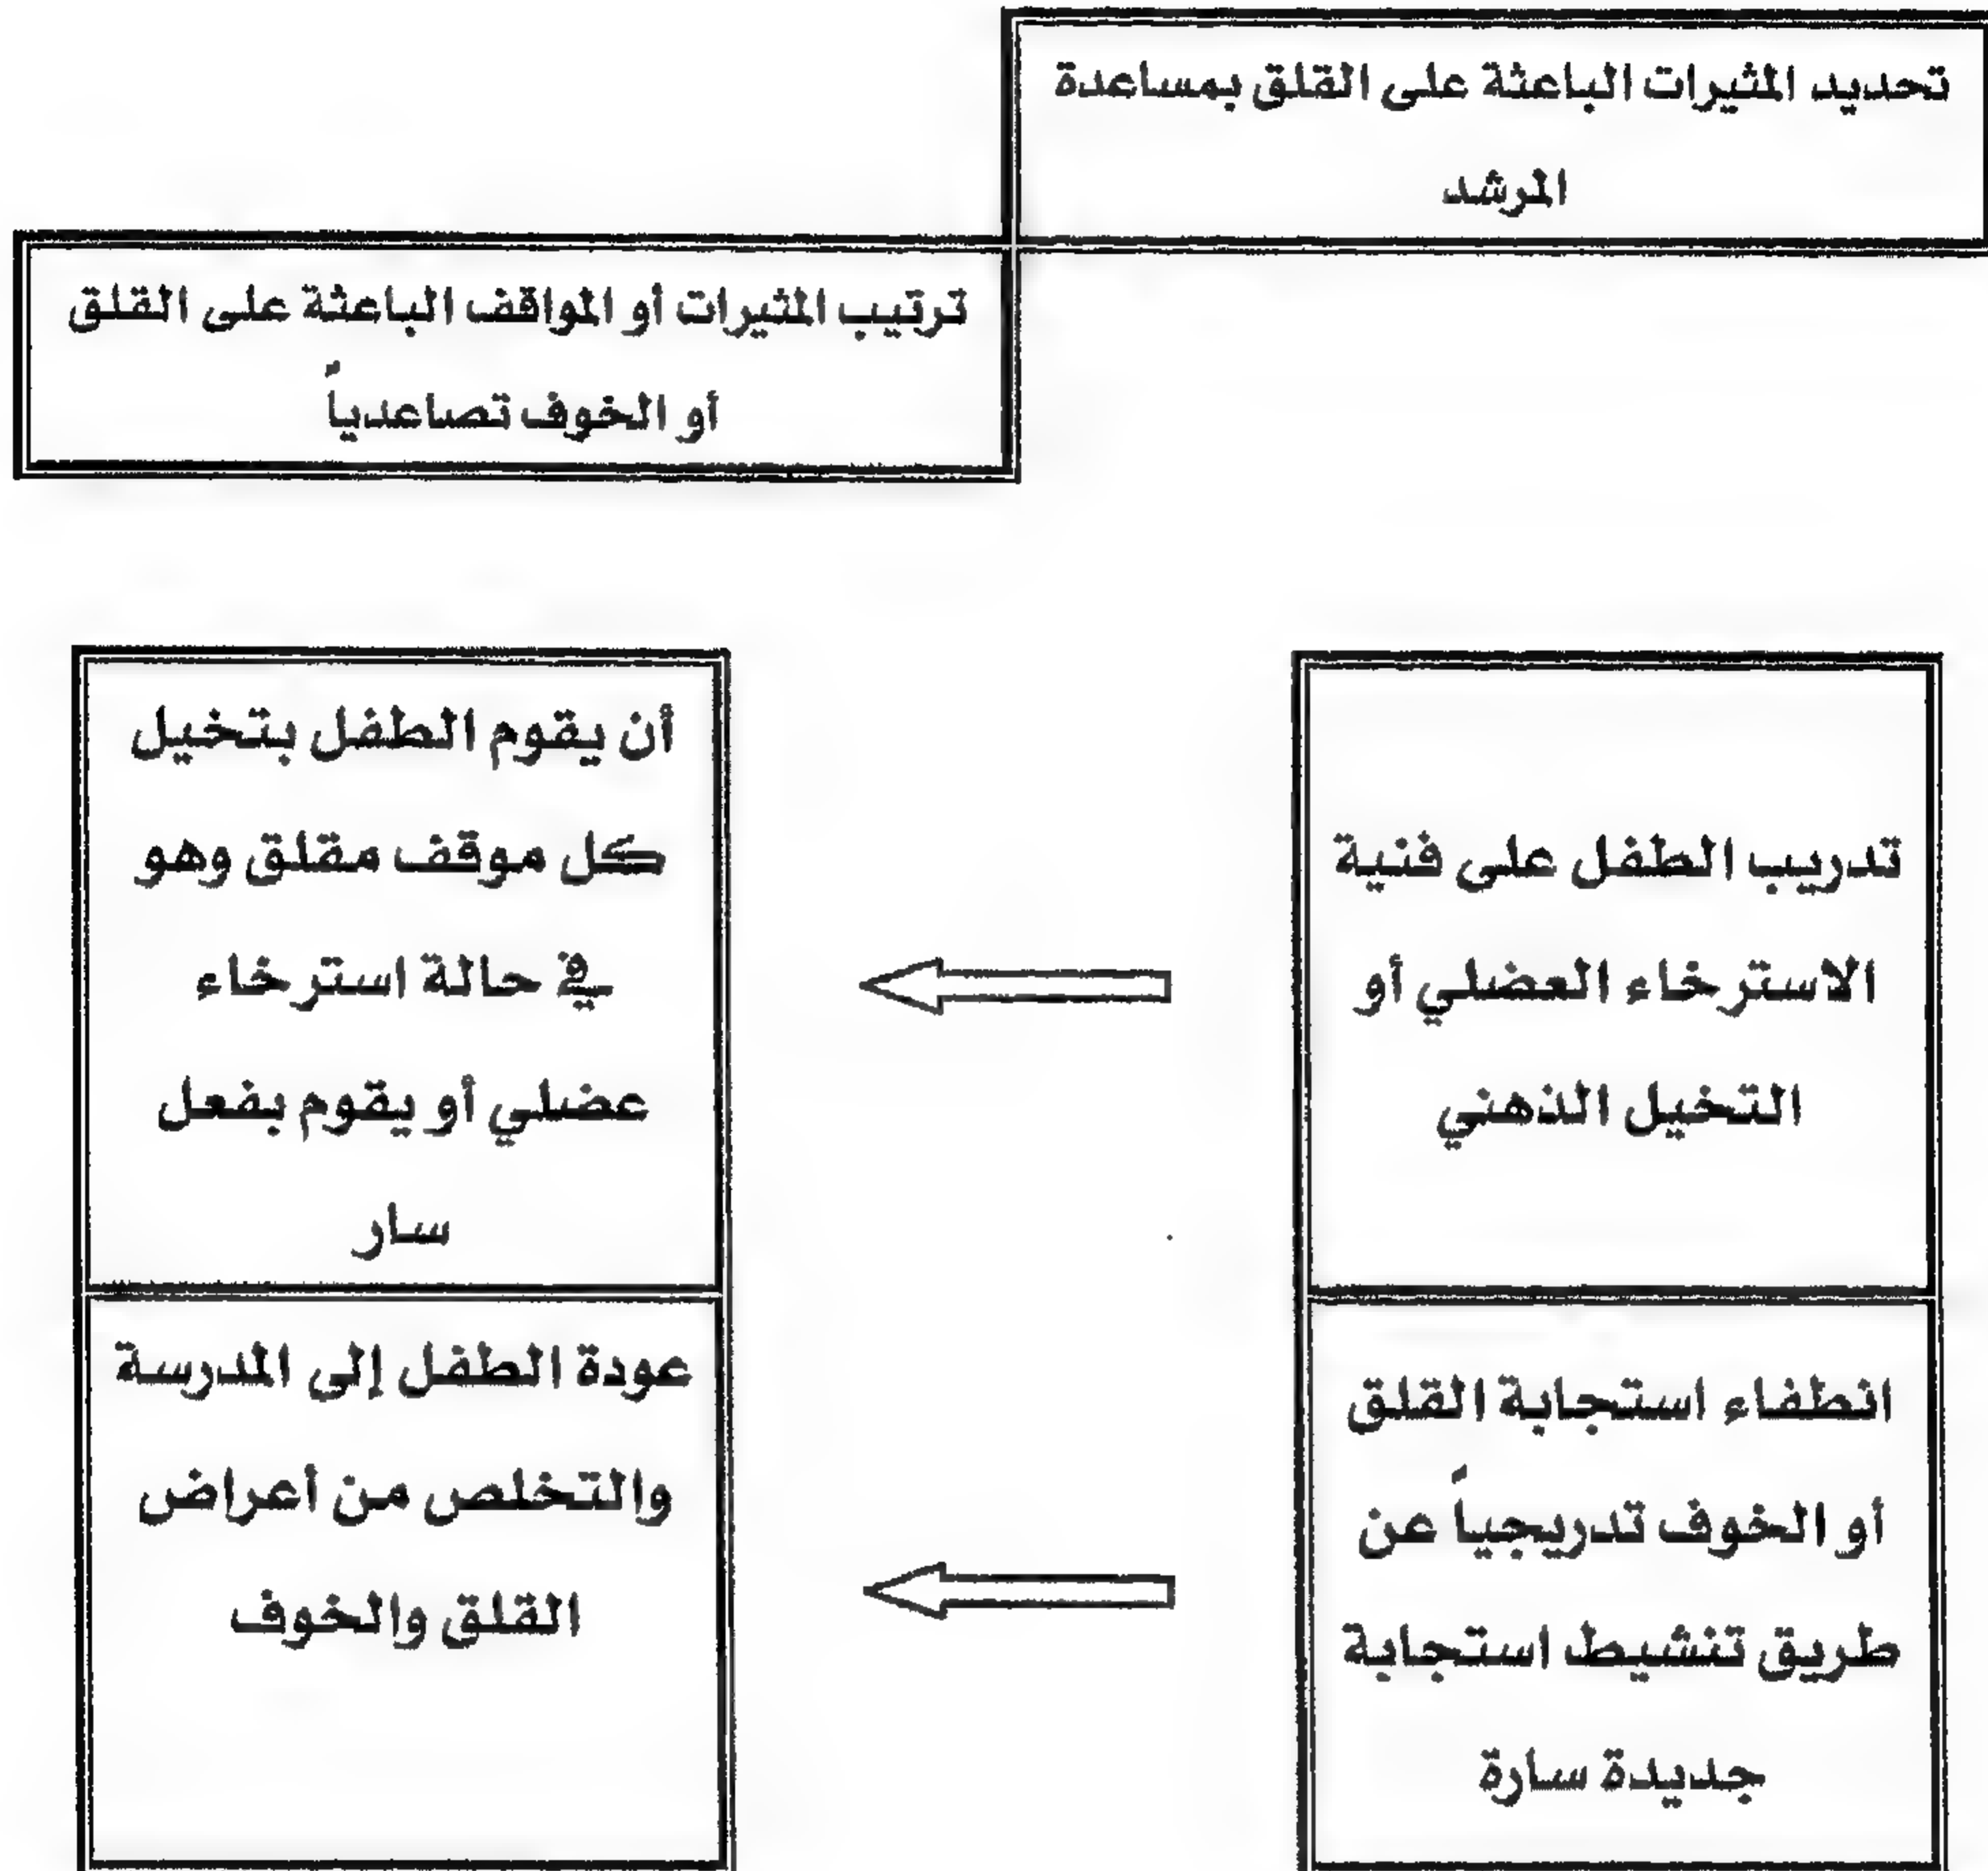 تحديد المثيرات الباعثة على القلق بمساعدة
المرشد
ترتيب المثيرات أو المواقف الباعثة على القلق
أو الخوف تصاعدياً
تدريب الطفل على فنية
الاسترخاء العضلي أو
التخيل الذهني
أن يقوم الطفل بتخيل
كل موقف مقلق وهو
في حالة استرخاء
عضلي أو يقوم بفعل
سار
انطفاء استجابة القلق
أو الخوف تدريجياً عن
طريق تنشيط استجابة
جديدة سارة
عودة الطفل إلى المدرسة
والتخلص من أعراض
القلق والخوف